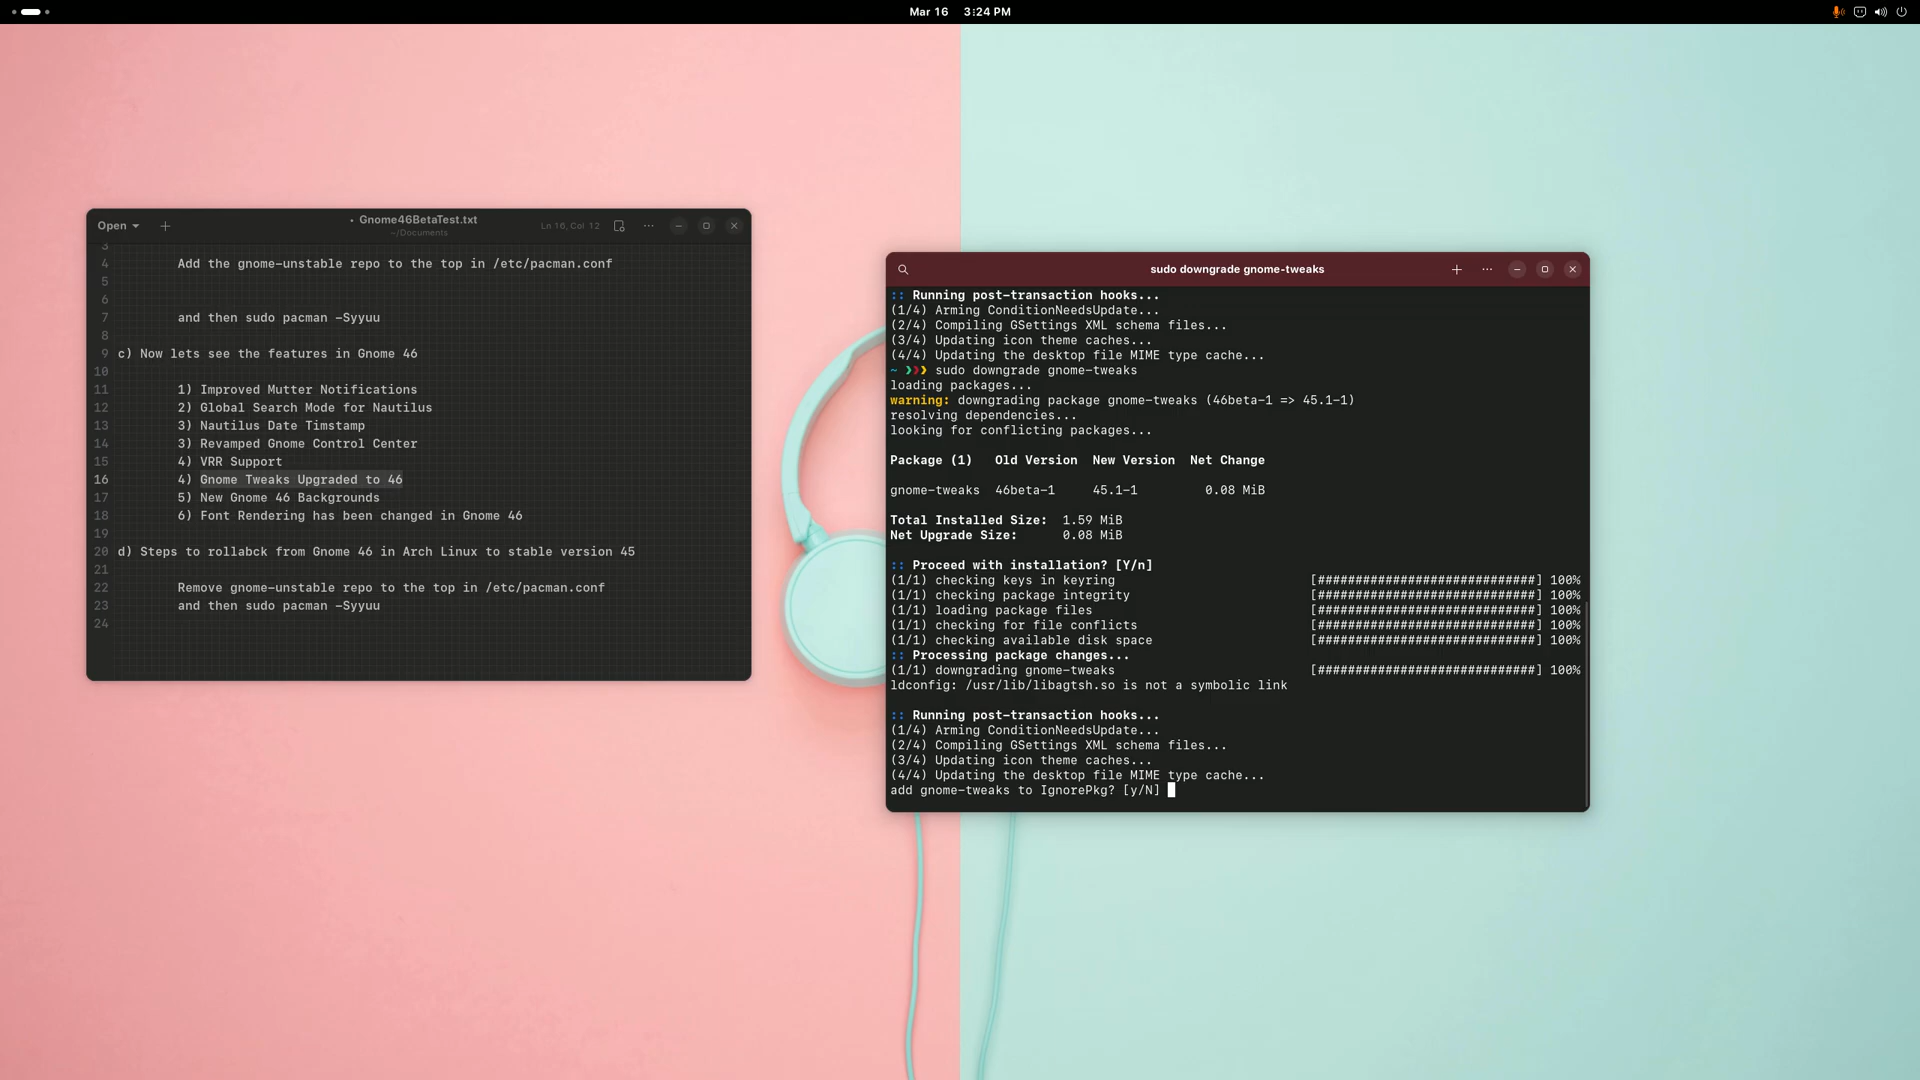 Mar 16 3:24 PM
Open
• Gnome46BetaTest.txt
~/Documents
Ln 16, Col 12
3
4 Add the gnome-unstable repo to the top in /etc/pacman.conf
5
6
7 and then sudo pacman -Syyuu
8
9 c) Now lets see the features in Gnome 46
10
11 1) Improved Mutter Notifications
12 2) Global Search Mode for Nautilus
13 3) Nautilus Date Timstamp
14 3) Revamped Gnome Control Center
15 4) VRR Support
16 4) Gnome Tweaks Upgraded to 46
17 5) New Gnome 46 Backgrounds
18 6) Font Rendering has been changed in Gnome 46
19
20 d) Steps to rollabck from Gnome 46 in Arch Linux to stable version 45
21
22 Remove gnome-unstable repo to the top in /etc/pacman.conf
23 and then sudo pacman -Syyuu
24
sudo downgrade gnome-tweaks
:: Running post-transaction hooks...
(1/4) Arming ConditionNeedsUpdate...
(2/4) Compiling GSettings XML schema files...
(3/4) Updating icon theme caches...
(4/4) Updating the desktop file MIME type cache...
~ ❯❯❯ sudo downgrade gnome-tweaks
loading packages...
warning: downgrading package gnome-tweaks (46beta-1 => 45.1-1)
resolving dependencies...
looking for conflicting packages...
Package (1) Old Version New Version Net Change
gnome-tweaks 46beta-1 45.1-1 0.08 MiB
Total Installed Size: 1.59 MiB
Net Upgrade Size: 0.08 MiB
:: Proceed with installation? [Y/n]
(1/1) checking keys in keyring [#############################] 100%
(1/1) checking package integrity [#############################] 100%
(1/1) loading package files [#############################] 100%
(1/1) checking for file conflicts [#############################] 100%
(1/1) checking available disk space [#############################] 100%
:: Processing package changes...
(1/1) downgrading gnome-tweaks [#############################] 100%
ldconfig: /usr/lib/libagtsh.so is not a symbolic link
:: Running post-transaction hooks...
(1/4) Arming ConditionNeedsUpdate...
(2/4) Compiling GSettings XML schema files...
(3/4) Updating icon theme caches...
(4/4) Updating the desktop file MIME type cache...
add gnome-tweaks to IgnorePkg? [y/N]